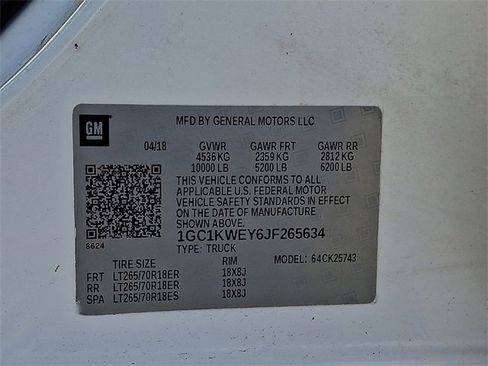 GM
MFD BY GENERAL MOTORS LLC
04/18 GVWR GAWR FRT GAWR RR
4536 KG 2359 KG 2812 KG
10000 LB 5200 LB 6200 LB
THIS VEHICLE CONFORMS TO ALL
APPLICABLE U.S. FEDERAL MOTOR
VEHICLE SAFETY STANDARDS IN EFFECT
ON THE DATE OF MANUFACTURE
SHOWN ABOVE.
1GC1KWEY6JF265634
8624
TYPE: TRUCK
TIRE SIZE RIM MODEL: 64CK25743
FRT LT265/70R18ER 18X8J
RR LT265/70R18ER 18X8J
SPA LT265/70R18ES 18X8J